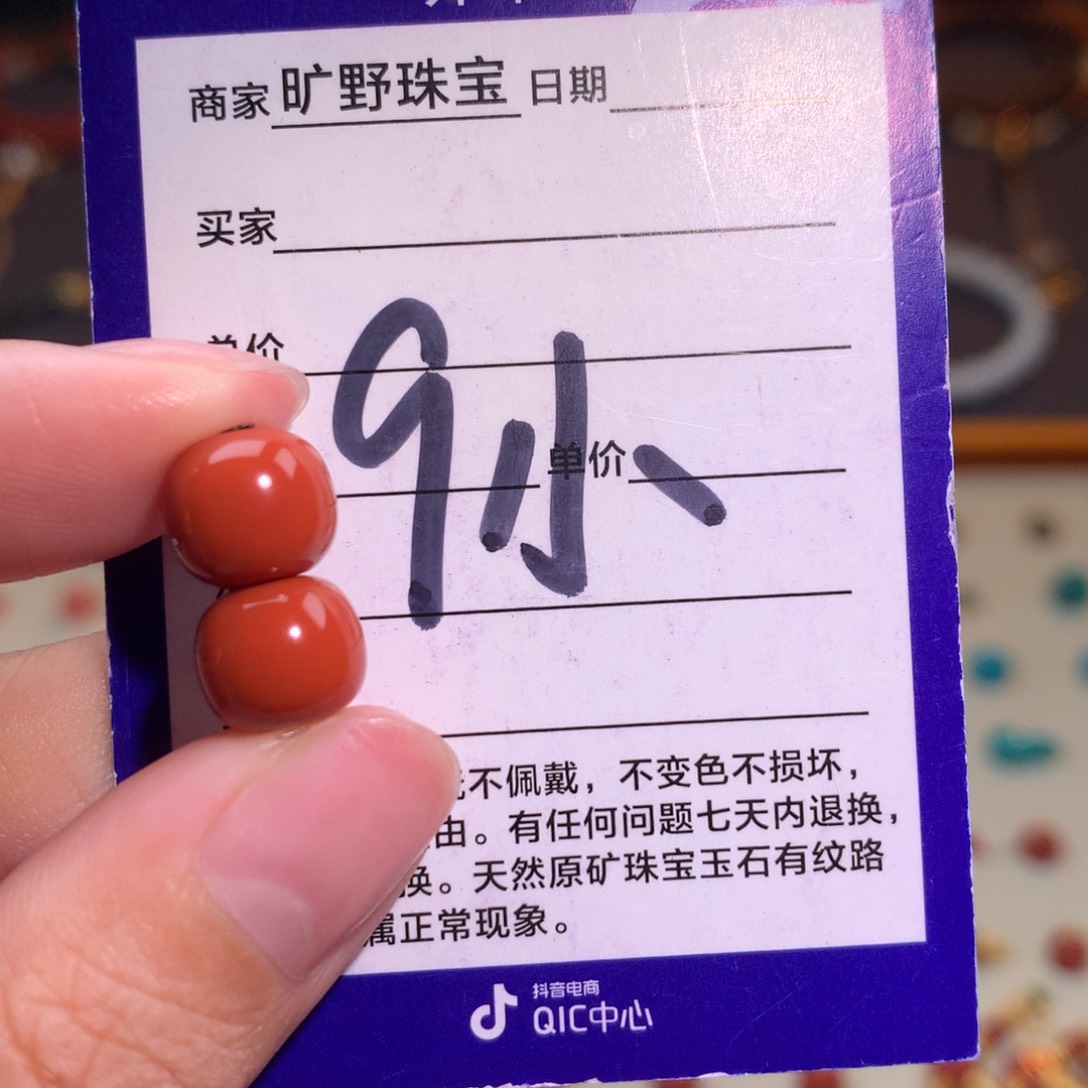 商家 旷野珠宝 日期
买家
单价
9小
单价
不佩戴，不变色不损坏，
由。有任何问题七天内退换，
换。天然原矿珠宝玉石有纹路
属正常现象。
抖音电商
QIC中心